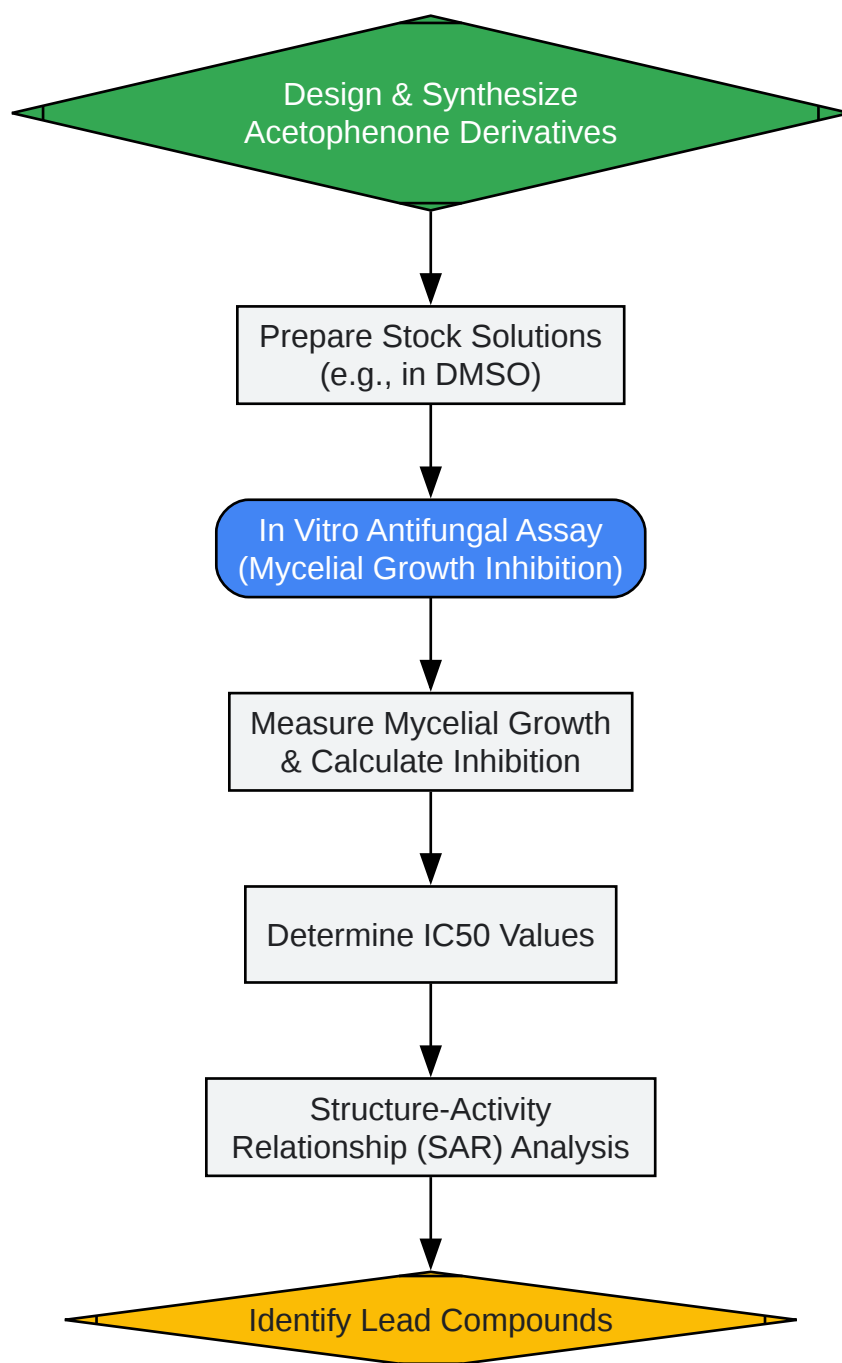 Design & Synthesize
Acetophenone Derivatives
Prepare Stock Solutions
(e.g., in DMSO)
In Vitro Antifungal Assay
(Mycelial Growth Inhibition)
Measure Mycelial Growth
& Calculate Inhibition
Determine IC50 Values
Structure-Activity
Relationship (SAR) Analysis
Identify Lead Compounds